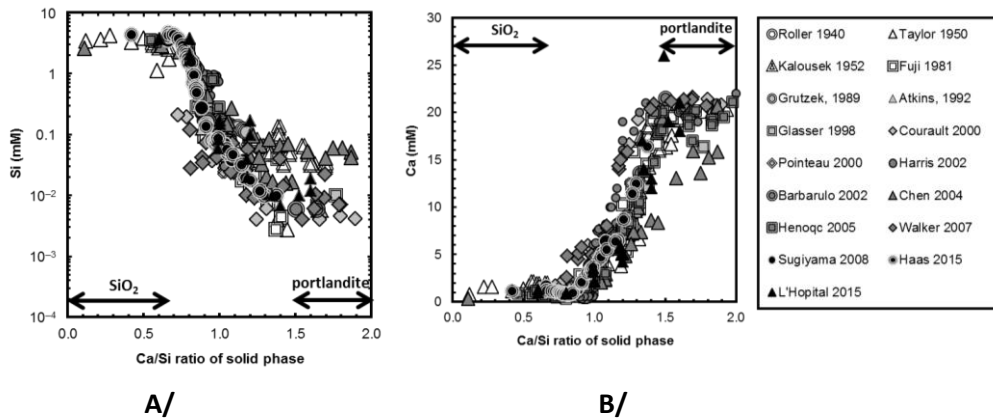 10
1
0.1
10⁻²
10⁻³
10⁻⁴
Si (mM)
SiO₂
portlandite
0.0 0.5 1.0 1.5 2.0
Ca/Si ratio of solid phase
A/
30
25
20
15
10
5
0
Ca (mM)
SiO₂
portlandite
0.0 0.5 1.0 1.5 2.0
Ca/Si ratio of solid phase
B/
Roller 1940 Taylor 1950
Kalousek 1952 Fuji 1981
Grutzek, 1989 Atkins, 1992
Glasser 1998 Courault 2000
Pointeau 2000 Harris 2002
Barbarulo 2002 Chen 2004
Henoqc 2005 Walker 2007
Sugiyama 2008 Haas 2015
L'Hopital 2015